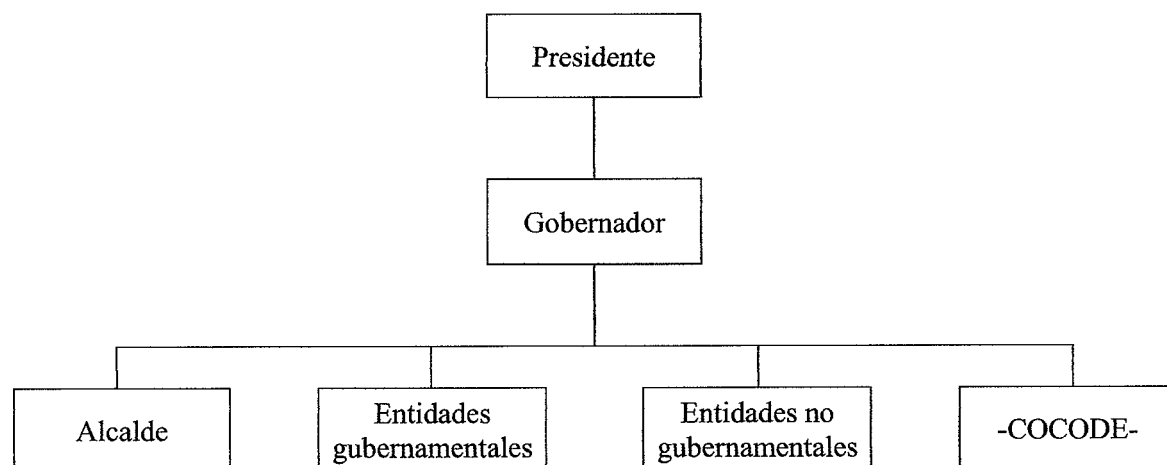 Presidente
Gobernador
Alcalde
Entidades
gubernamentales
Entidades no
gubernamentales
-COCODE-